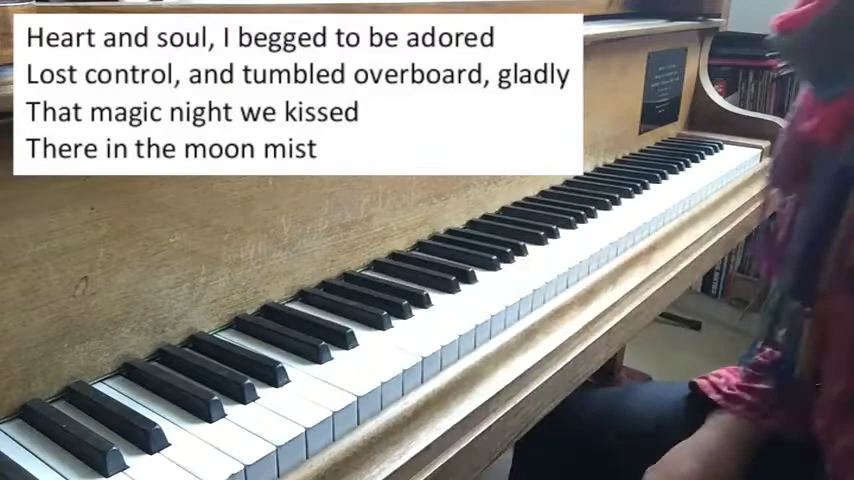 Heart and soul, I begged to be adored
Lost control, and tumbled overboard, gladly
That magic night we kissed
There in the moon mist